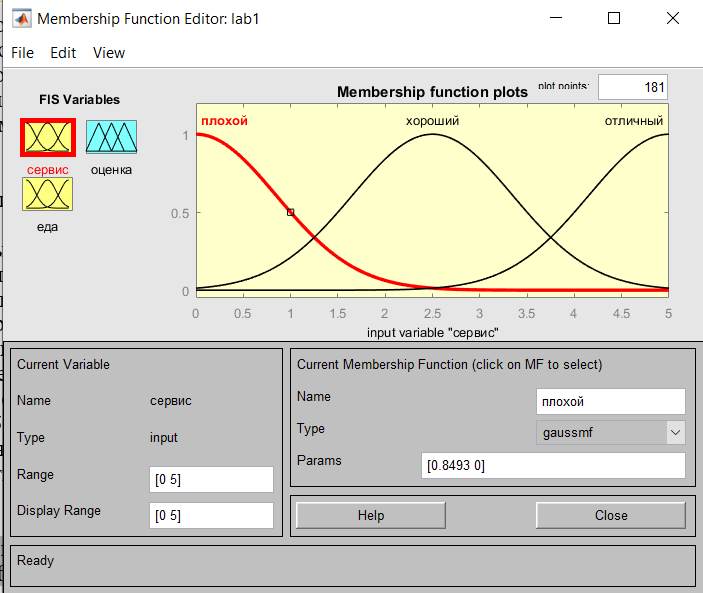 Membership Function Editor: lab1
File Edit View
FIS Variables
сервис
оценка
еда
Membership function plots
plot points:
181
плохой
хороший
отличный
1
0.5
0
0 0.5 1 1.5 2 2.5 3 3.5 4 4.5 5
input variable "сервис"
Current Variable
Name сервис
Type input
Range [0 5]
Display Range [0 5]
Current Membership Function (click on MF to select)
Name плохой
Type gaussmf
Params [0.8493 0]
Help Close
Ready